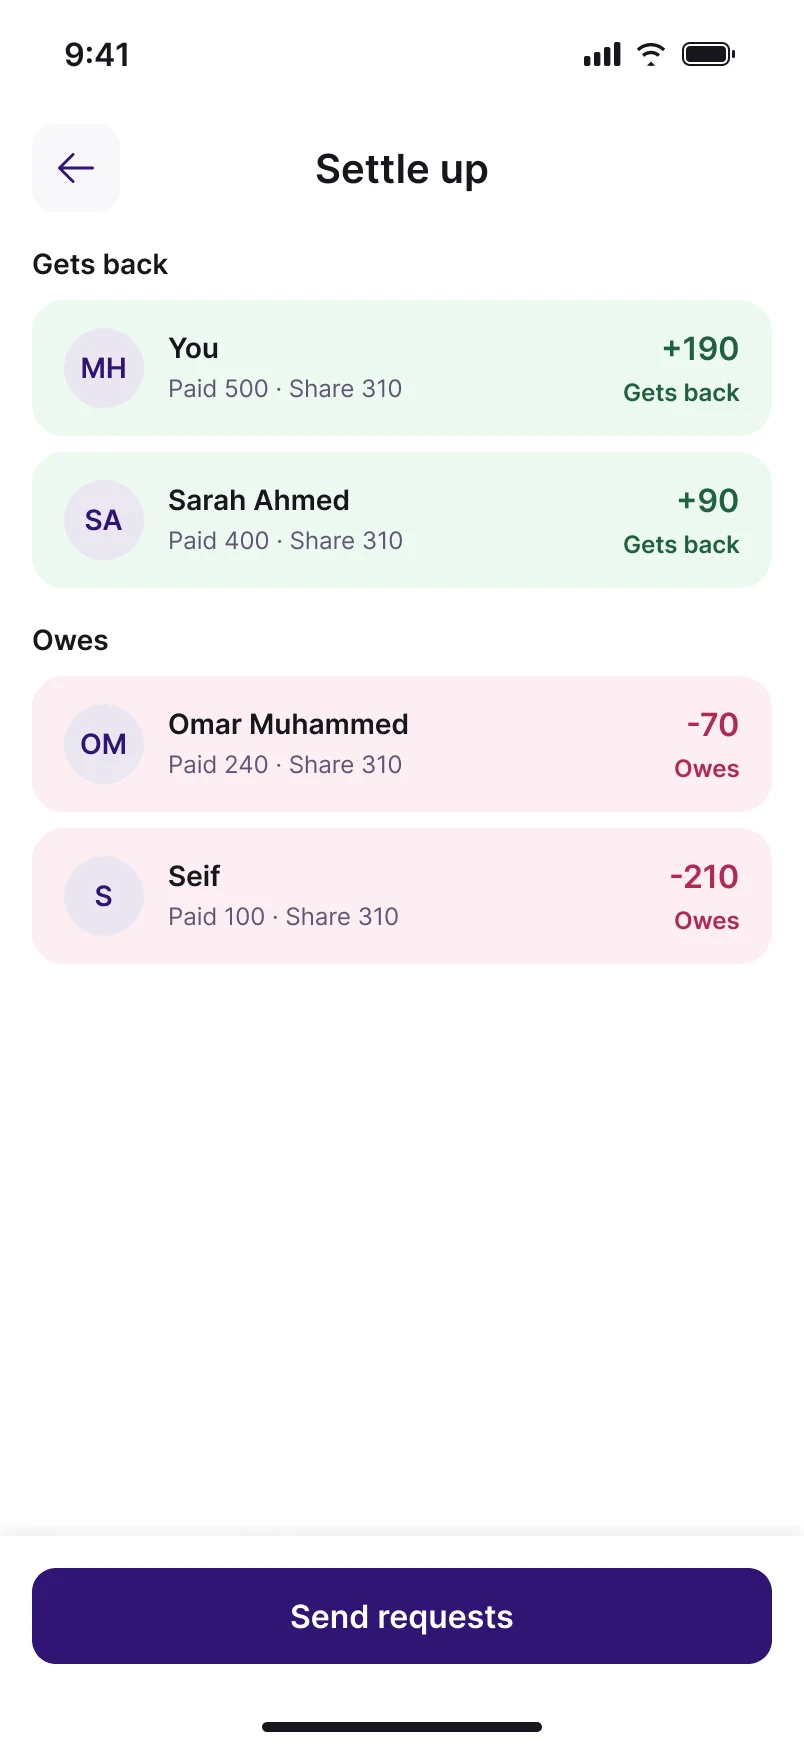 9:41
Settle up
Gets back
MH
You
Paid 500 · Share 310
+190
Gets back
SA
Sarah Ahmed
Paid 400 · Share 310
+90
Gets back
Owes
OM
Omar Muhammed
Paid 240 · Share 310
-70
Owes
S
Seif
Paid 100 · Share 310
-210
Owes
Send requests